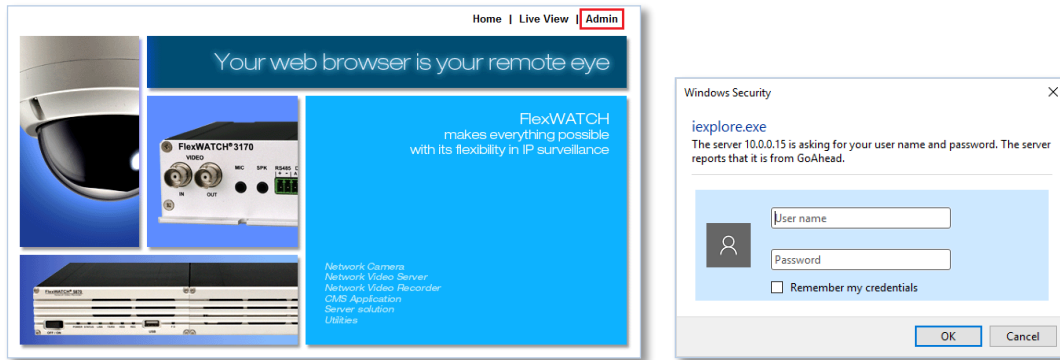 Home | Live View | Admin
Your web browser is your remote eye
FlexWATCH
makes everything possible
with its flexibility in IP surveillance
FlexWATCH® 3170
VIDEO
MIC SPK RS485
IN OUT
Network Camera
Network Video Server
Network Video Recorder
CMS Application
Server solution
Utilities
USB
OFF / ON
Windows Security
iexplore.exe
The server 10.0.0.15 is asking for your user name and password. The server
reports that it is from GoAhead.
User name
Password
Remember my credentials
OK Cancel